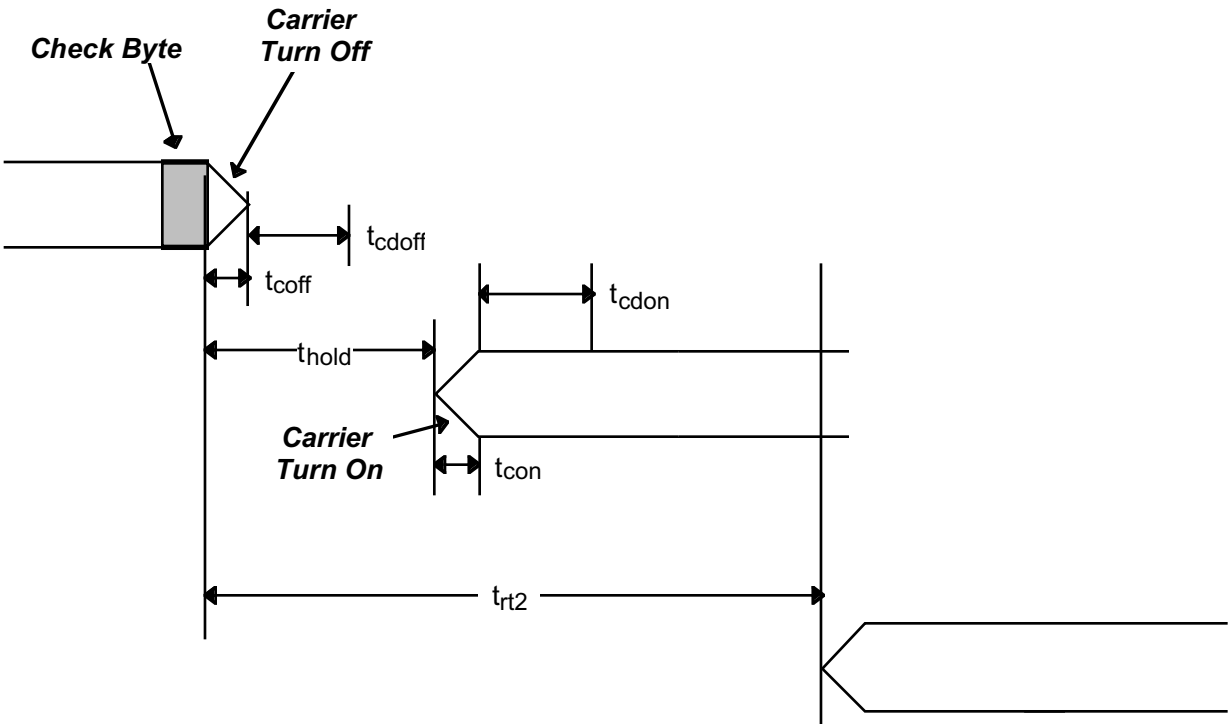 Carrier
Turn Off
Check Byte
tcdoff
tcoff
tcdon
thold
Carrier
Turn On
tcon
trt2